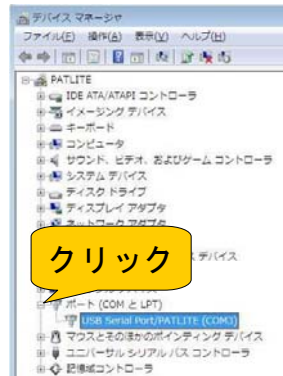 デバイス マネージャ
ファイル(F) 操作(A) 表示(V) ヘルプ(H)
PATLITE
IDE ATA/ATAPI コントローラ
イメージング デバイス
キーボード
コンピュータ
サウンド、ビデオ、およびゲーム コントローラ
システム デバイス
ディスク ドライブ
ディスプレイ アダプタ
ネットワーク アダプタ
クリック
ス デバイス
ポート (COM と LPT)
USB Serial Port/PATLITE (COM3)
マウスとそのほかのポインティング デバイス
ユニバーサル シリアル バス コントローラ
記憶域コントローラ